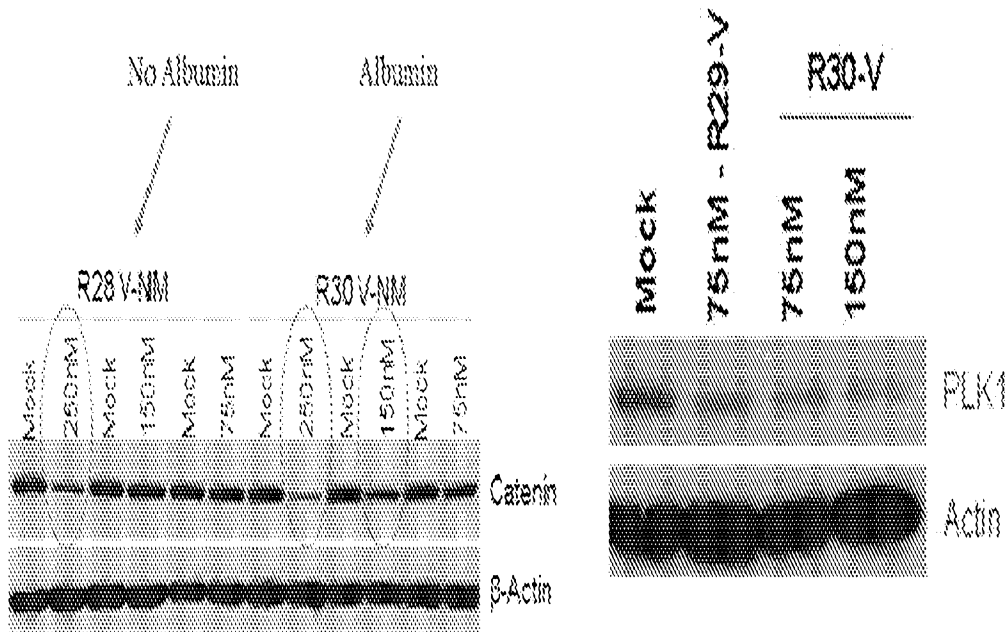 No Albumin
Albumin
R28 V-NM
R30 V-NM
Mock
250nM
Mock
150nM
Mock
75nM
Mock
250nM
Mock
150nM
Mock
75nM
Catenin
β-Actin
R30-V
Mock
75nM - R29-V
75nM
150nM
PLK1
Actin